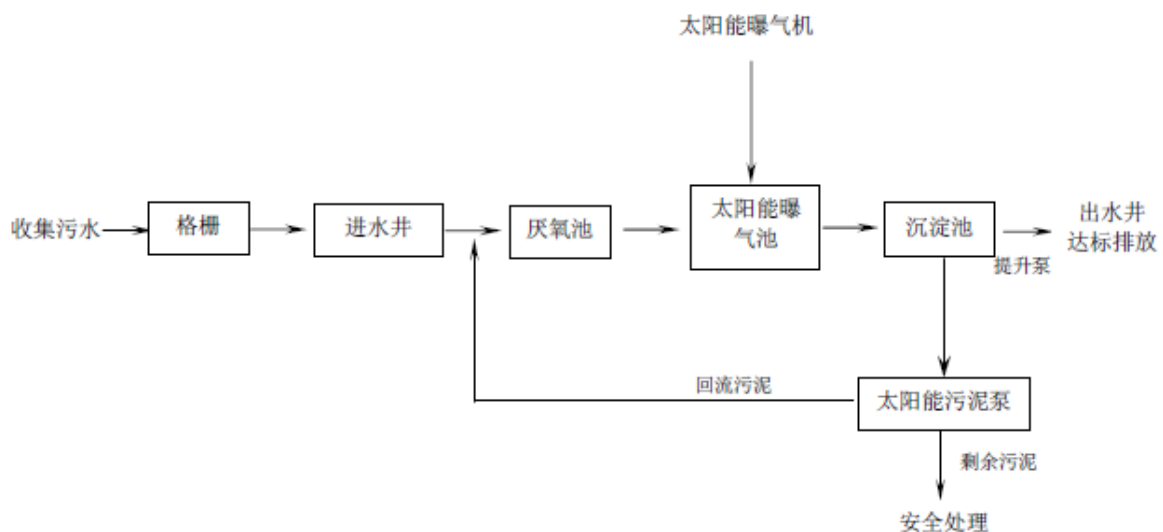 太阳能曝气机
收集污水
格栅
进水井
厌氧池
太阳能曝
气池
沉淀池
出水井
达标排放
提升泵
回流污泥
太阳能污泥泵
剩余污泥
安全处理